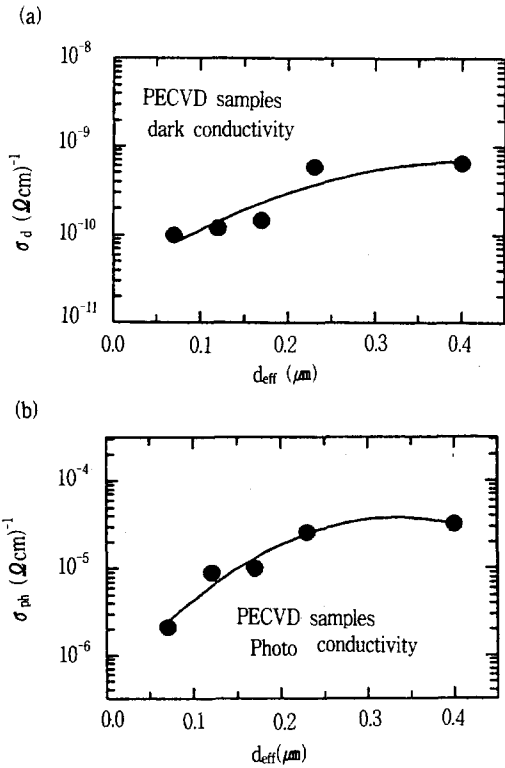 (a)
10⁻⁸
PECVD samples
dark conductivity
10⁻⁹
σd (Ωcm)⁻¹
10⁻¹⁰
10⁻¹¹
0.0 0.1 0.2 0.3 0.4
deff (μm)
(b)
10⁻⁴
σph (Ωcm)⁻¹
10⁻⁵
PECVD samples
Photo conductivity
10⁻⁶
0.0 0.1 0.2 0.3 0.4
deff(μm)